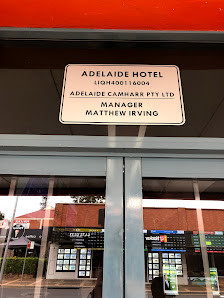 ADELAIDE HOTEL
LIQH400116004
ADELAIDE CAMHARR PTY LTD
MANAGER
MATTHEW IRVING